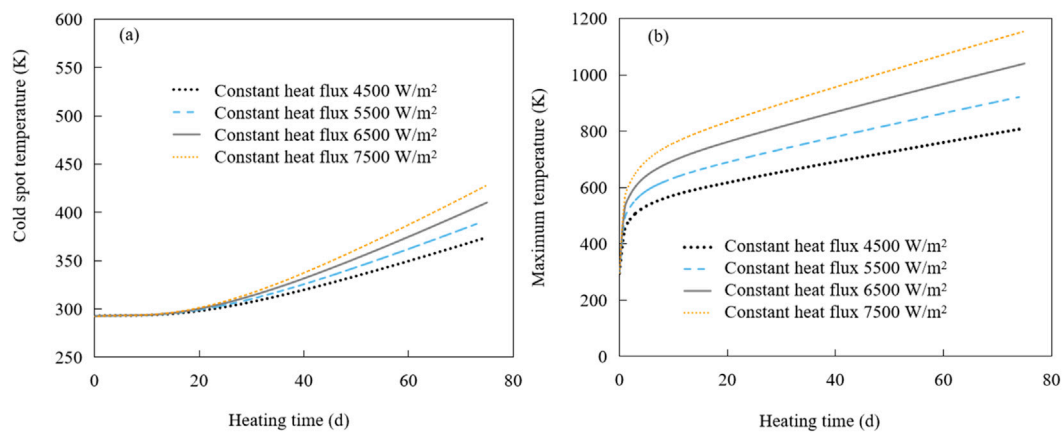 (a)
Cold spot temperature (K)
600
550
500
450
400
350
300
250
Constant heat flux 4500 W/m²
Constant heat flux 5500 W/m²
Constant heat flux 6500 W/m²
Constant heat flux 7500 W/m²
0 20 40 60 80
Heating time (d)
(b)
Maximum temperature (K)
1200
1000
800
600
400
200
0
Constant heat flux 4500 W/m²
Constant heat flux 5500 W/m²
Constant heat flux 6500 W/m²
Constant heat flux 7500 W/m²
0 20 40 60 80
Heating time (d)